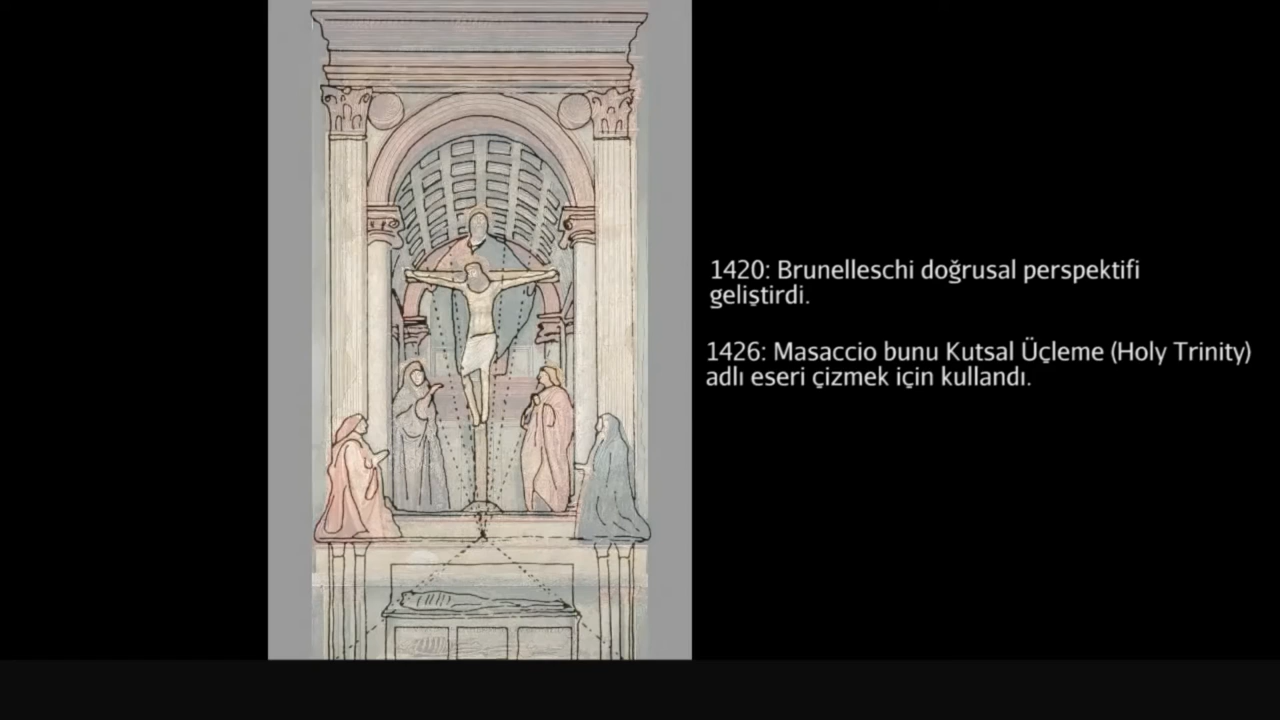 1420: Brunelleschi doğrusal perspektifi
geliştirdi.
1426: Masaccio bunu Kutsal Üçleme (Holy Trinity)
adlı eseri çizmek için kullandı.